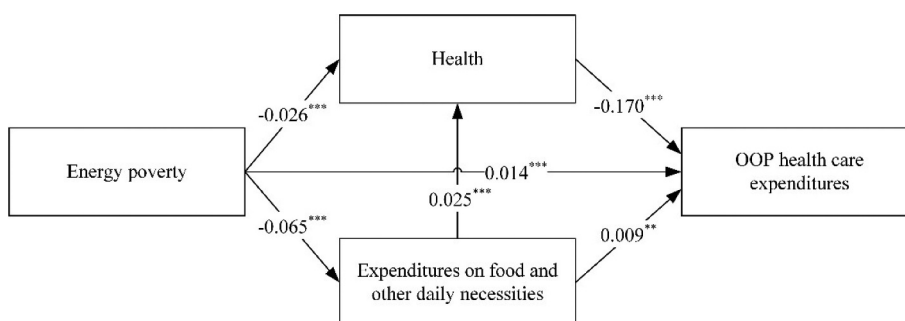 Health
-0.026***
-0.170***
Energy poverty
0.014***
OOP health care
expenditures
0.025***
-0.065***
0.009**
Expenditures on food and
other daily necessities